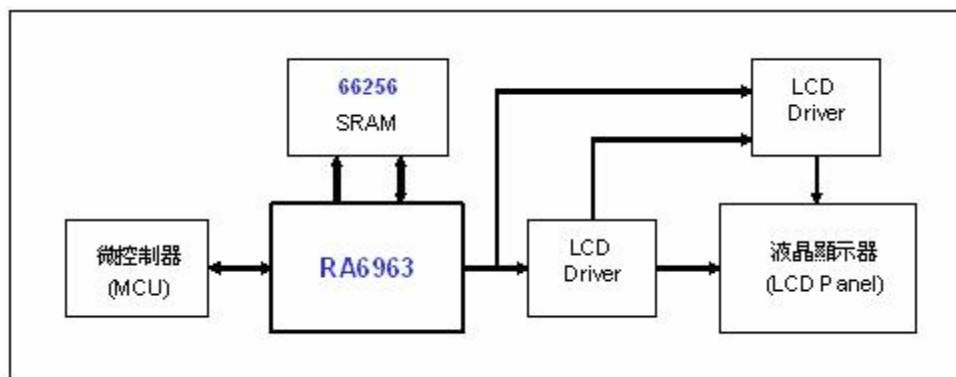 66256
SRAM
LCD
Driver
微控制器
(MCU)
RA6963
LCD
Driver
液晶顯示器
(LCD Panel)